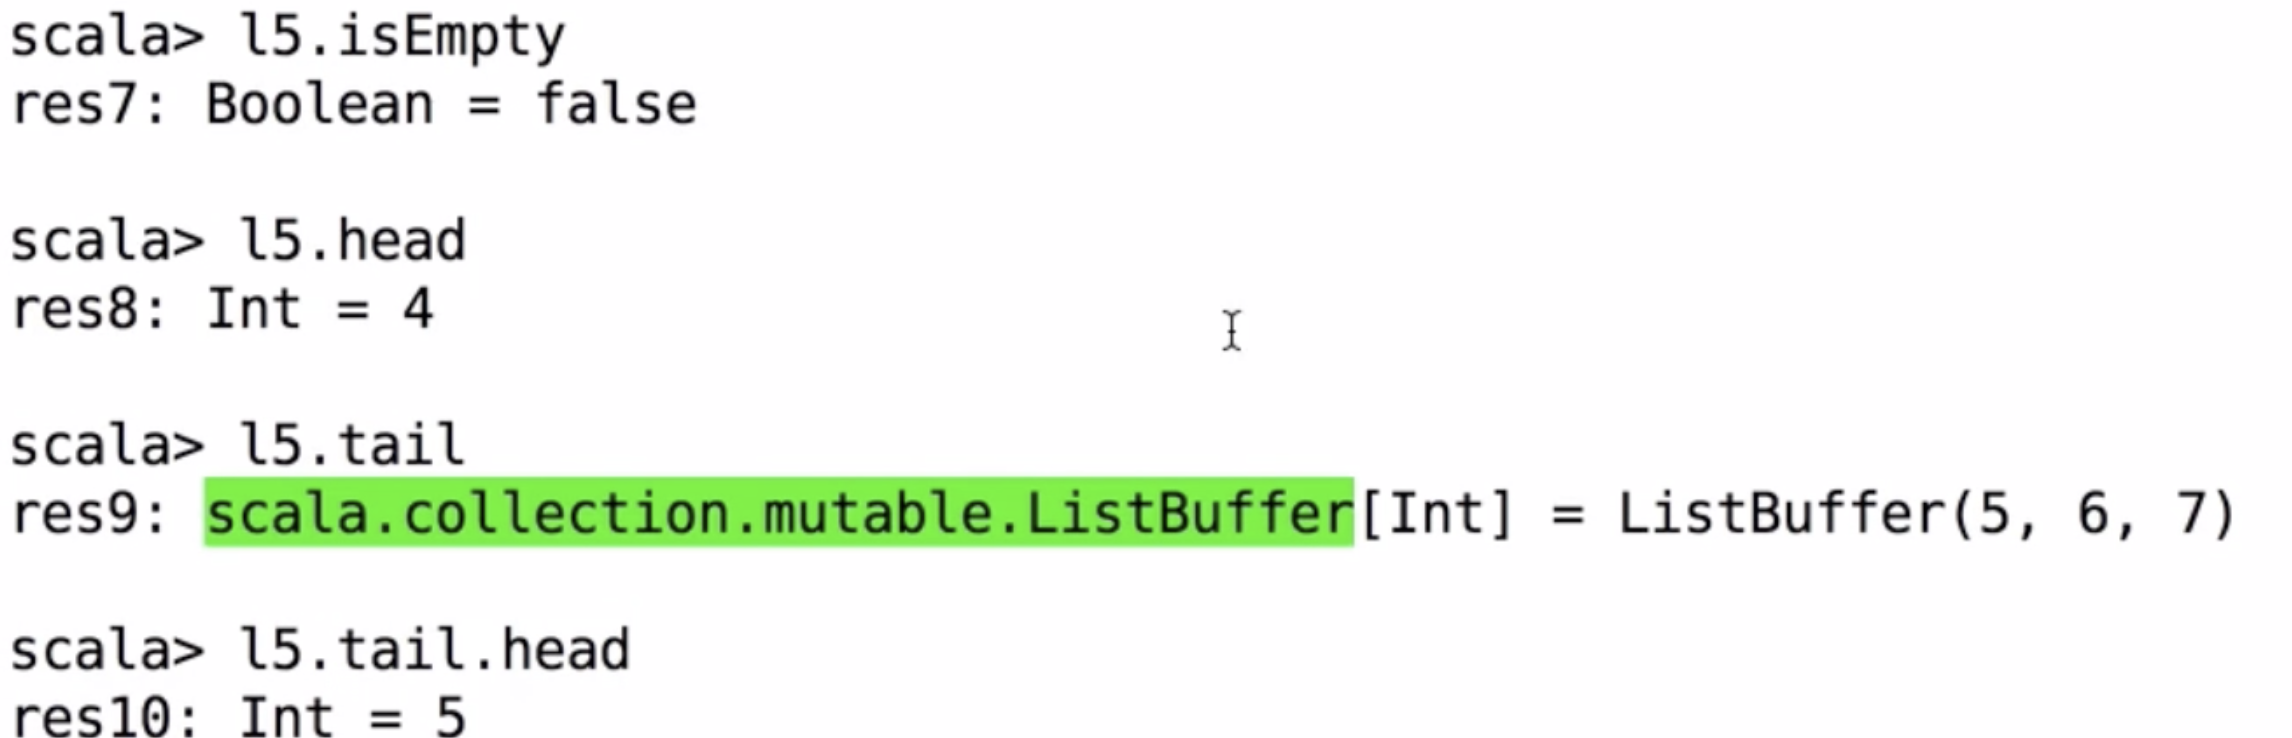 scala> l5.isEmpty
res7: Boolean = false
scala> l5.head
res8: Int = 4
scala> l5.tail
res9: scala.collection.mutable.ListBuffer[Int] = ListBuffer(5, 6, 7)
scala> l5.tail.head
res10: Int = 5